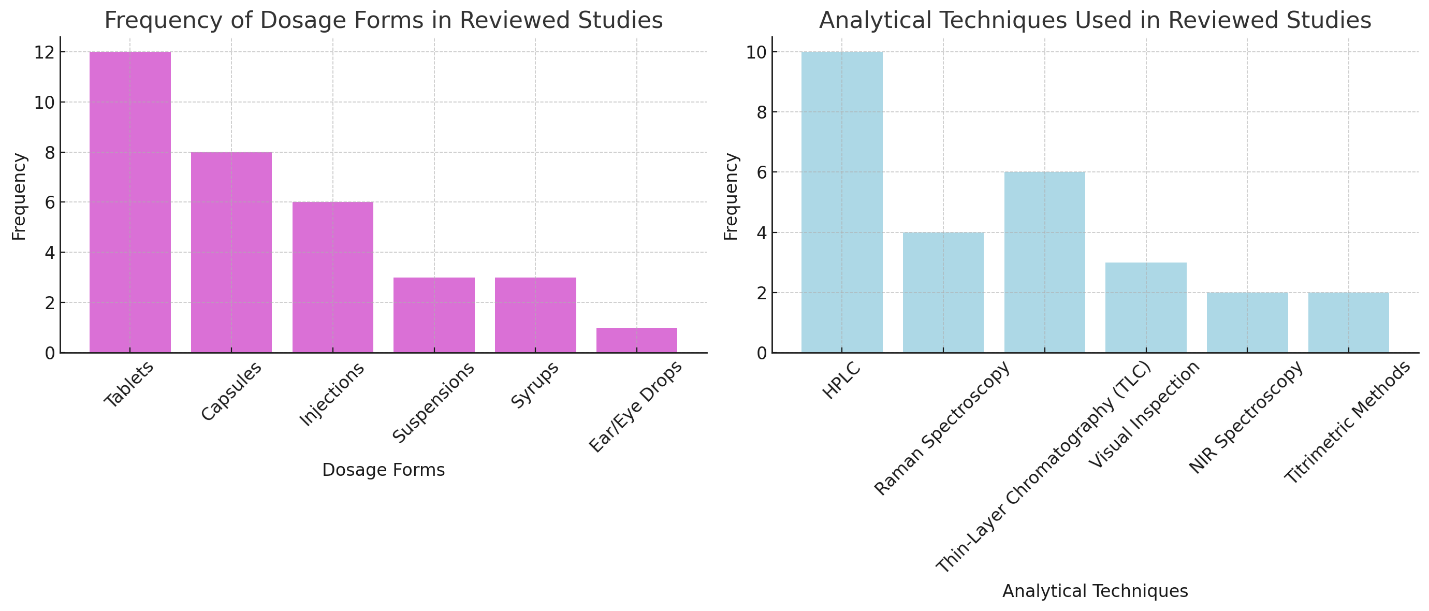 Frequency of Dosage Forms in Reviewed Studies
12
10
8
6
4
2
0
Frequency
Tablets
Capsules
Injections
Suspensions
Syrups
Ear/Eye Drops
Dosage Forms
Analytical Techniques Used in Reviewed Studies
10
8
6
4
2
0
Frequency
HPLC
Raman Spectroscopy
Thin-Layer Chromatography (TLC)
Visual Inspection
NIR Spectroscopy
Titrimetric Methods
Analytical Techniques